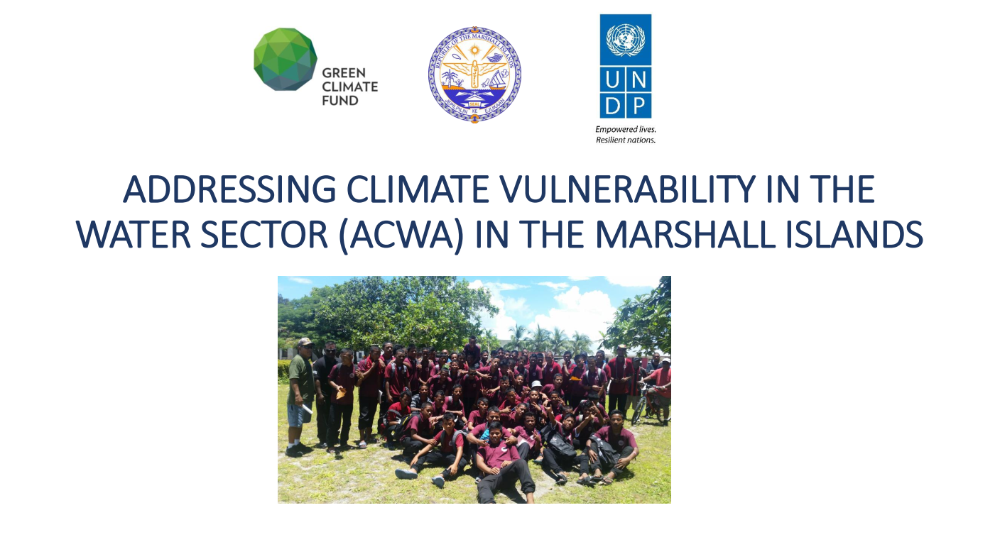 GREEN
CLIMATE
FUND
REPUBLIC OF THE MARSHALL ISLANDS
SEAL
JEPILPILIN KE EJUKAAN
U N
D P
Empowered lives.
Resilient nations.
ADDRESSING CLIMATE VULNERABILITY IN THE
WATER SECTOR (ACWA) IN THE MARSHALL ISLANDS